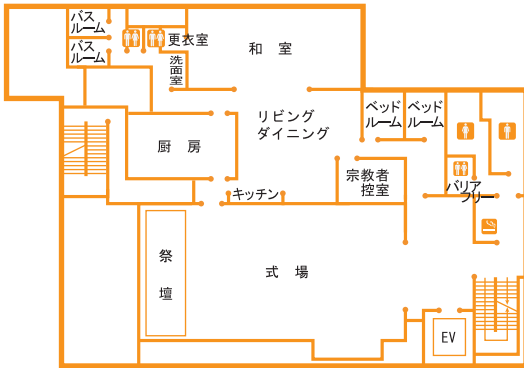 バス
ルーム
バス
ルーム
更衣室
洗面室
和 室
リビング
ダイニング
ベッド
ルーム
ベッド
ルーム
厨 房
宗教者
控室
キッチン
バリア
フリー
祭壇
式 場
EV